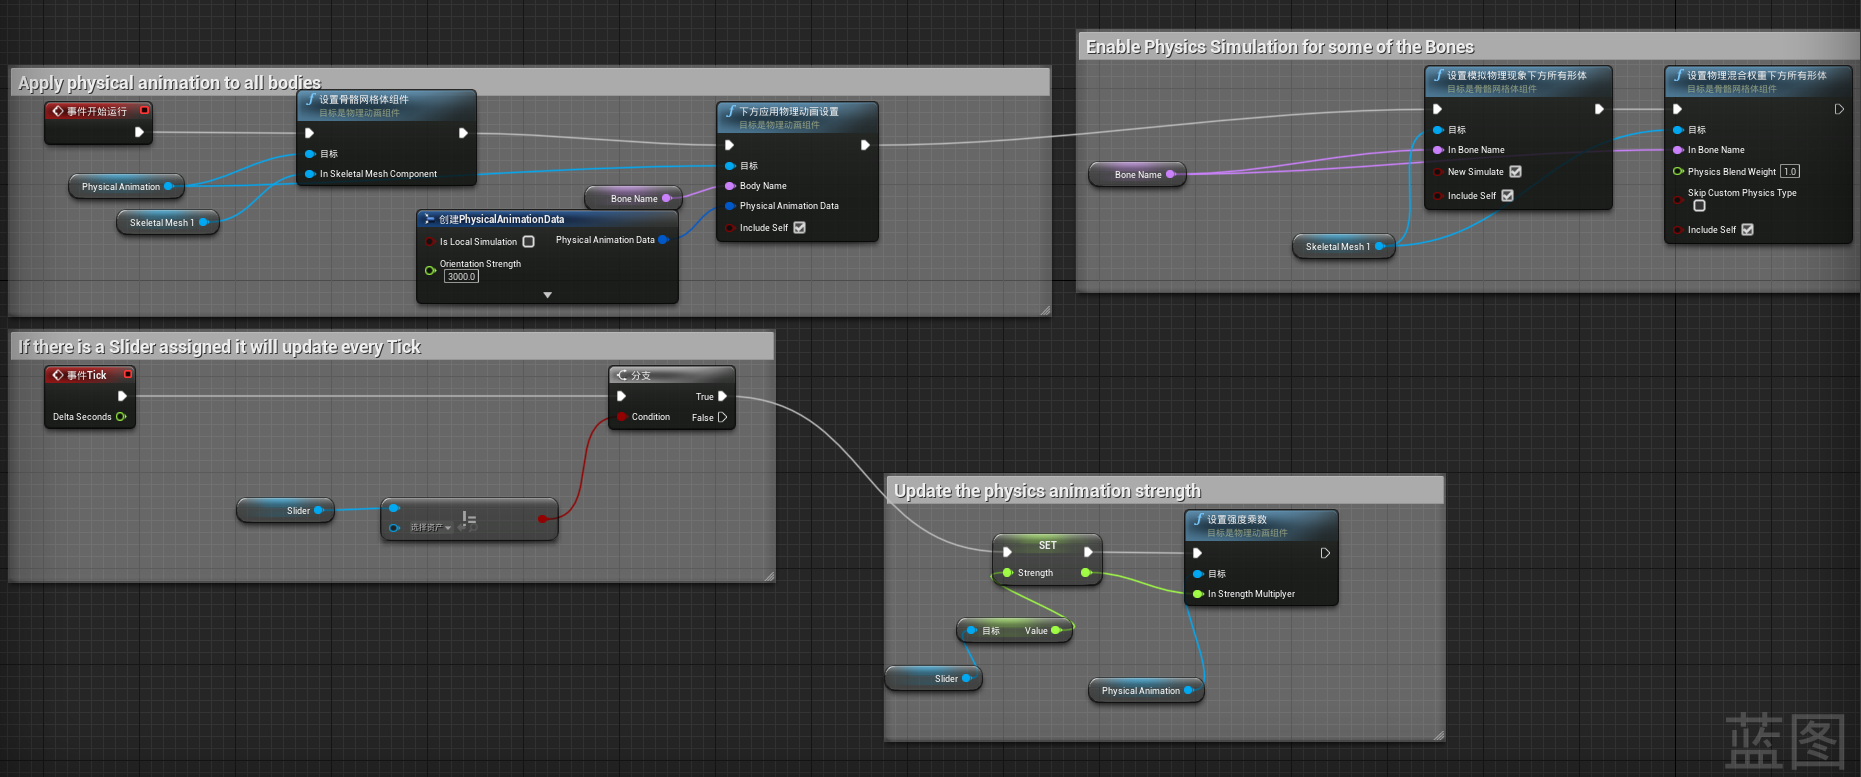 Apply physical animation to all bodies
事件开始运行
设置骨骼网格体组件
目标是物理动画组件
目标
In Skeletal Mesh Component
Physical Animation
Skeletal Mesh 1
Bone Name
创建PhysicalAnimationData
Is Local Simulation
Physical Animation Data
Orientation Strength
3000.0
下方应用物理动画设置
目标是物理动画组件
目标
Body Name
Physical Animation Data
Include Self
Enable Physics Simulation for some of the Bones
Bone Name
Skeletal Mesh 1
设置模拟物理现象下方所有形体
目标是骨骼网格体组件
目标
In Bone Name
New Simulate
Include Self
设置物理混合权重下方所有形体
目标是骨骼网格体组件
目标
In Bone Name
Physics Blend Weight 1.0
Skip Custom Physics Type
Include Self
If there is a Slider assigned it will update every Tick
事件Tick
Delta Seconds
分支
True
Condition
False
Slider
!=
选择资产
Update the physics animation strength
SET
Strength
设置强度乘数
目标是物理动画组件
目标
In Strength Multiplyer
目标 Value
Slider
Physical Animation
蓝图